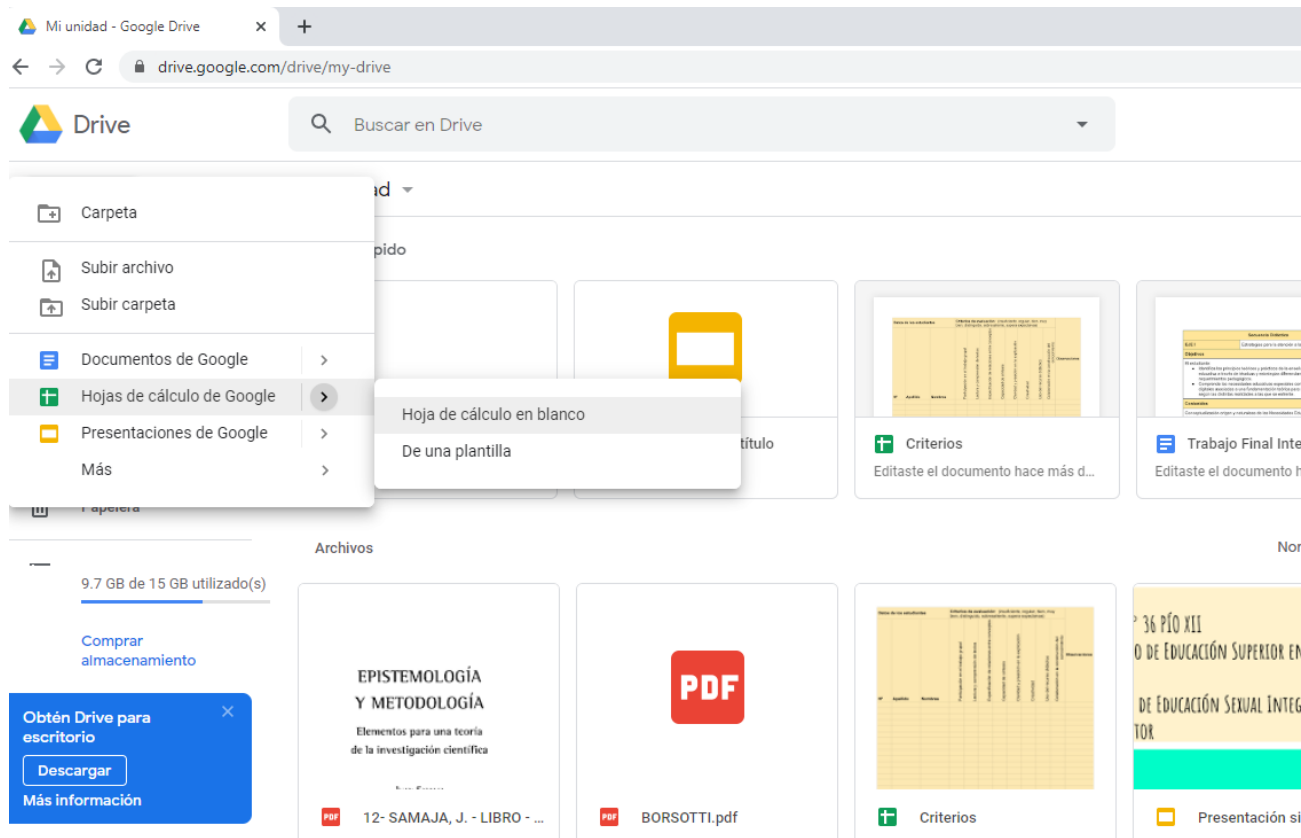 Mi unidad - Google Drive
drive.google.com/drive/my-drive
Drive
Buscar en Drive
Carpeta
Subir archivo
Subir carpeta
Documentos de Google
Hojas de cálculo de Google
Presentaciones de Google
Más
Hoja de cálculo en blanco
De una plantilla
Papelera
9.7 GB de 15 GB utilizado(s)
Comprar
almacenamiento
Obtén Drive para
escritorio
Descargar
Más información
ad
pido
título
Criterios
Editaste el documento hace más d...
Trabajo Final Inte
Editaste el documento h
Archivos
Nor
EPISTEMOLOGÍA
Y METODOLOGÍA
Elementos para una teoría
de la investigación científica
12- SAMAJA, J. - LIBRO - ...
PDF
BORSOTTI.pdf
Criterios
° 36 PÍO XII
O DE EDUCACIÓN SUPERIOR EN
DE EDUCACIÓN SEXUAL INTEG
TOR
Presentación si